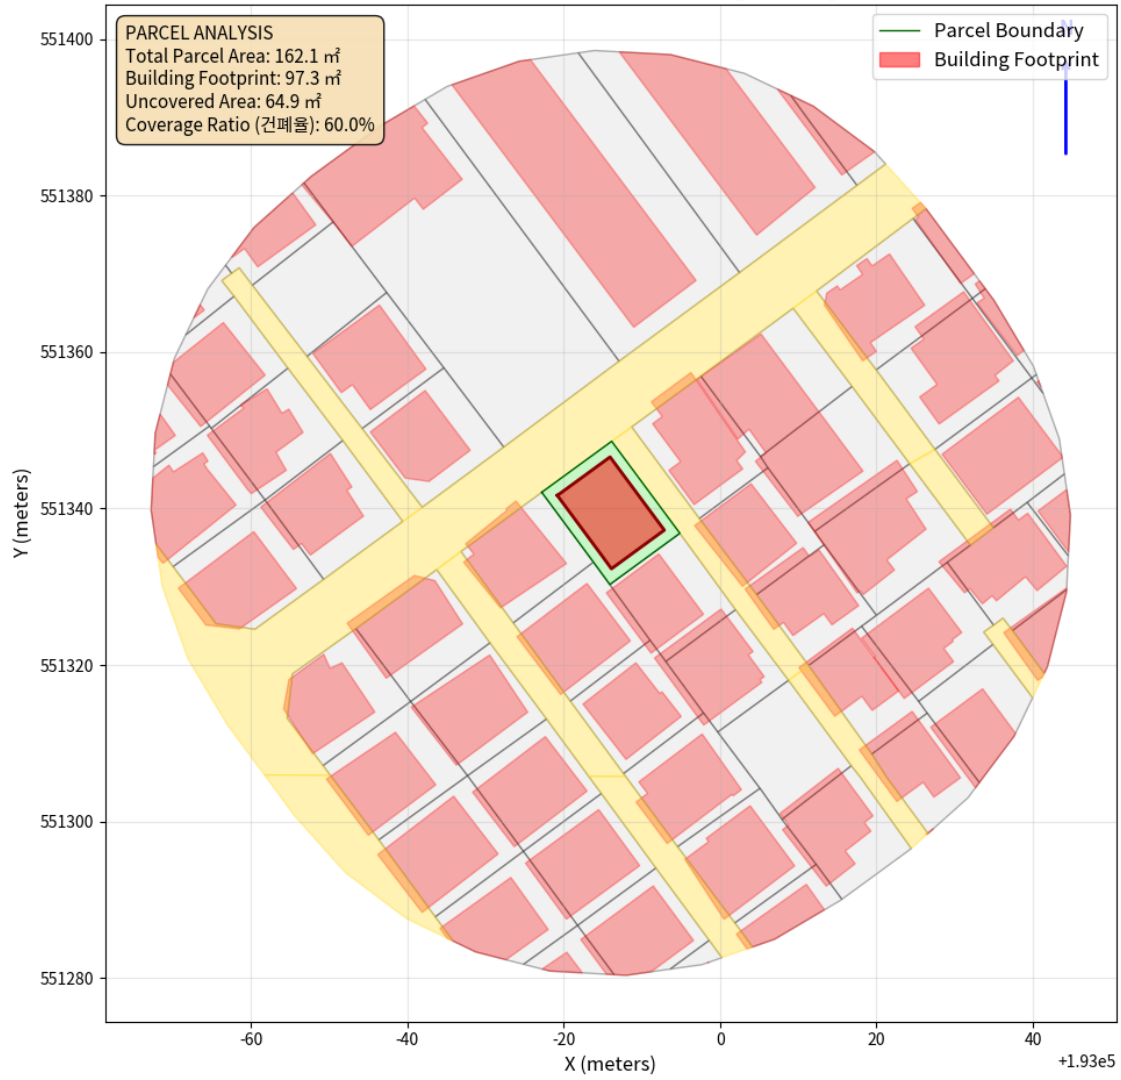 PARCEL ANALYSIS
Total Parcel Area: 162.1 ㎡
Building Footprint: 97.3 ㎡
Uncovered Area: 64.9 ㎡
Coverage Ratio (건폐율): 60.0%
Parcel Boundary
Building Footprint
N
551400
551380
551360
551340
551320
551300
551280
Y (meters)
-60
-40
-20
0
20
40
+1.93e5
X (meters)